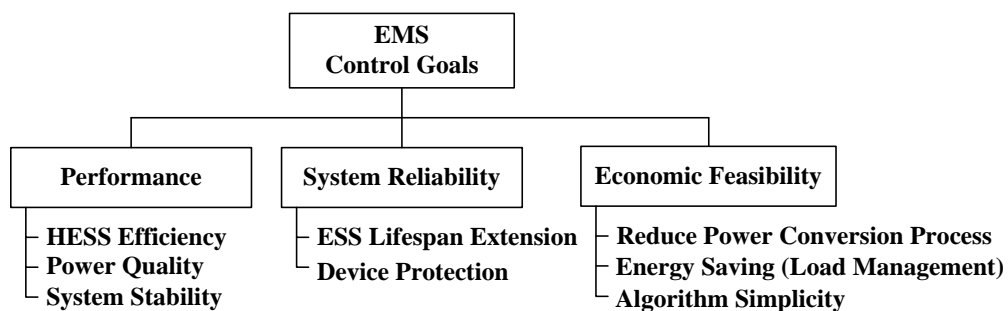 EMS
Control Goals
Performance
HESS Efficiency
Power Quality
System Stability
System Reliability
ESS Lifespan Extension
Device Protection
Economic Feasibility
Reduce Power Conversion Process
Energy Saving (Load Management)
Algorithm Simplicity